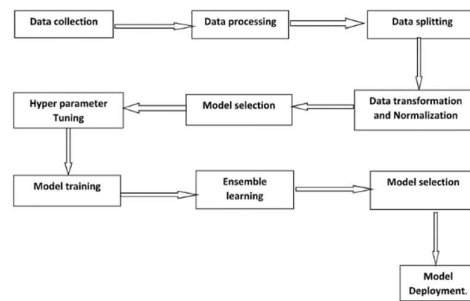 Data collection
Data processing
Data splitting
Data transformation
and Normalization
Model selection
Hyper parameter
Tuning
Model training
Ensemble
learning
Model selection
Model
Deployment.